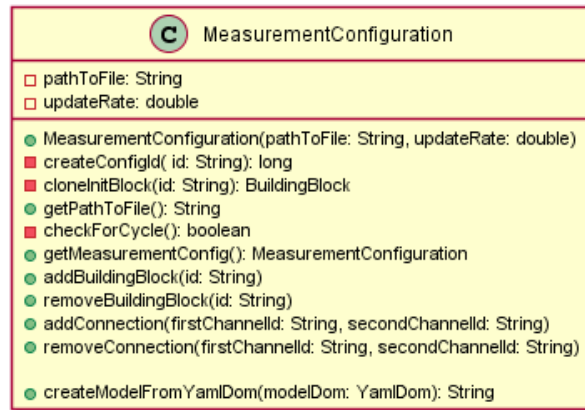 C MeasurementConfiguration
pathToFile: String
updateRate: double
MeasurementConfiguration(pathToFile: String, updateRate: double)
createConfigId( id: String): long
cloneInitBlock(id: String): BuildingBlock
getPathToFile(): String
checkForCycle(): boolean
getMeasurementConfig(): MeasurementConfiguration
addBuildingBlock(id: String)
removeBuildingBlock(id: String)
addConnection(firstChannelId: String, secondChannelId: String)
removeConnection(firstChannelId: String, secondChannelId: String)
createModelFromYamlDom(modelDom: YamlDom): String